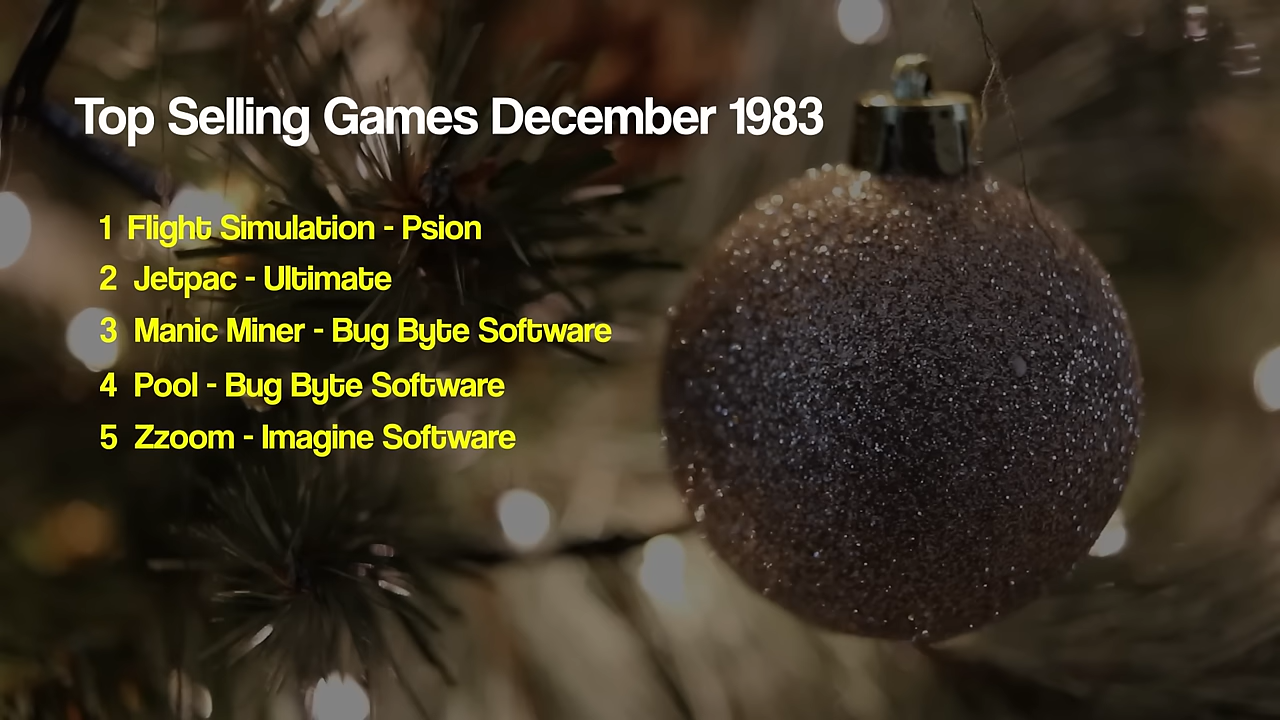 Top Selling Games December 1983
1 Flight Simulation - Psion
2 Jetpac - Ultimate
3 Manic Miner - Bug Byte Software
4 Pool - Bug Byte Software
5 Zzoom - Imagine Software